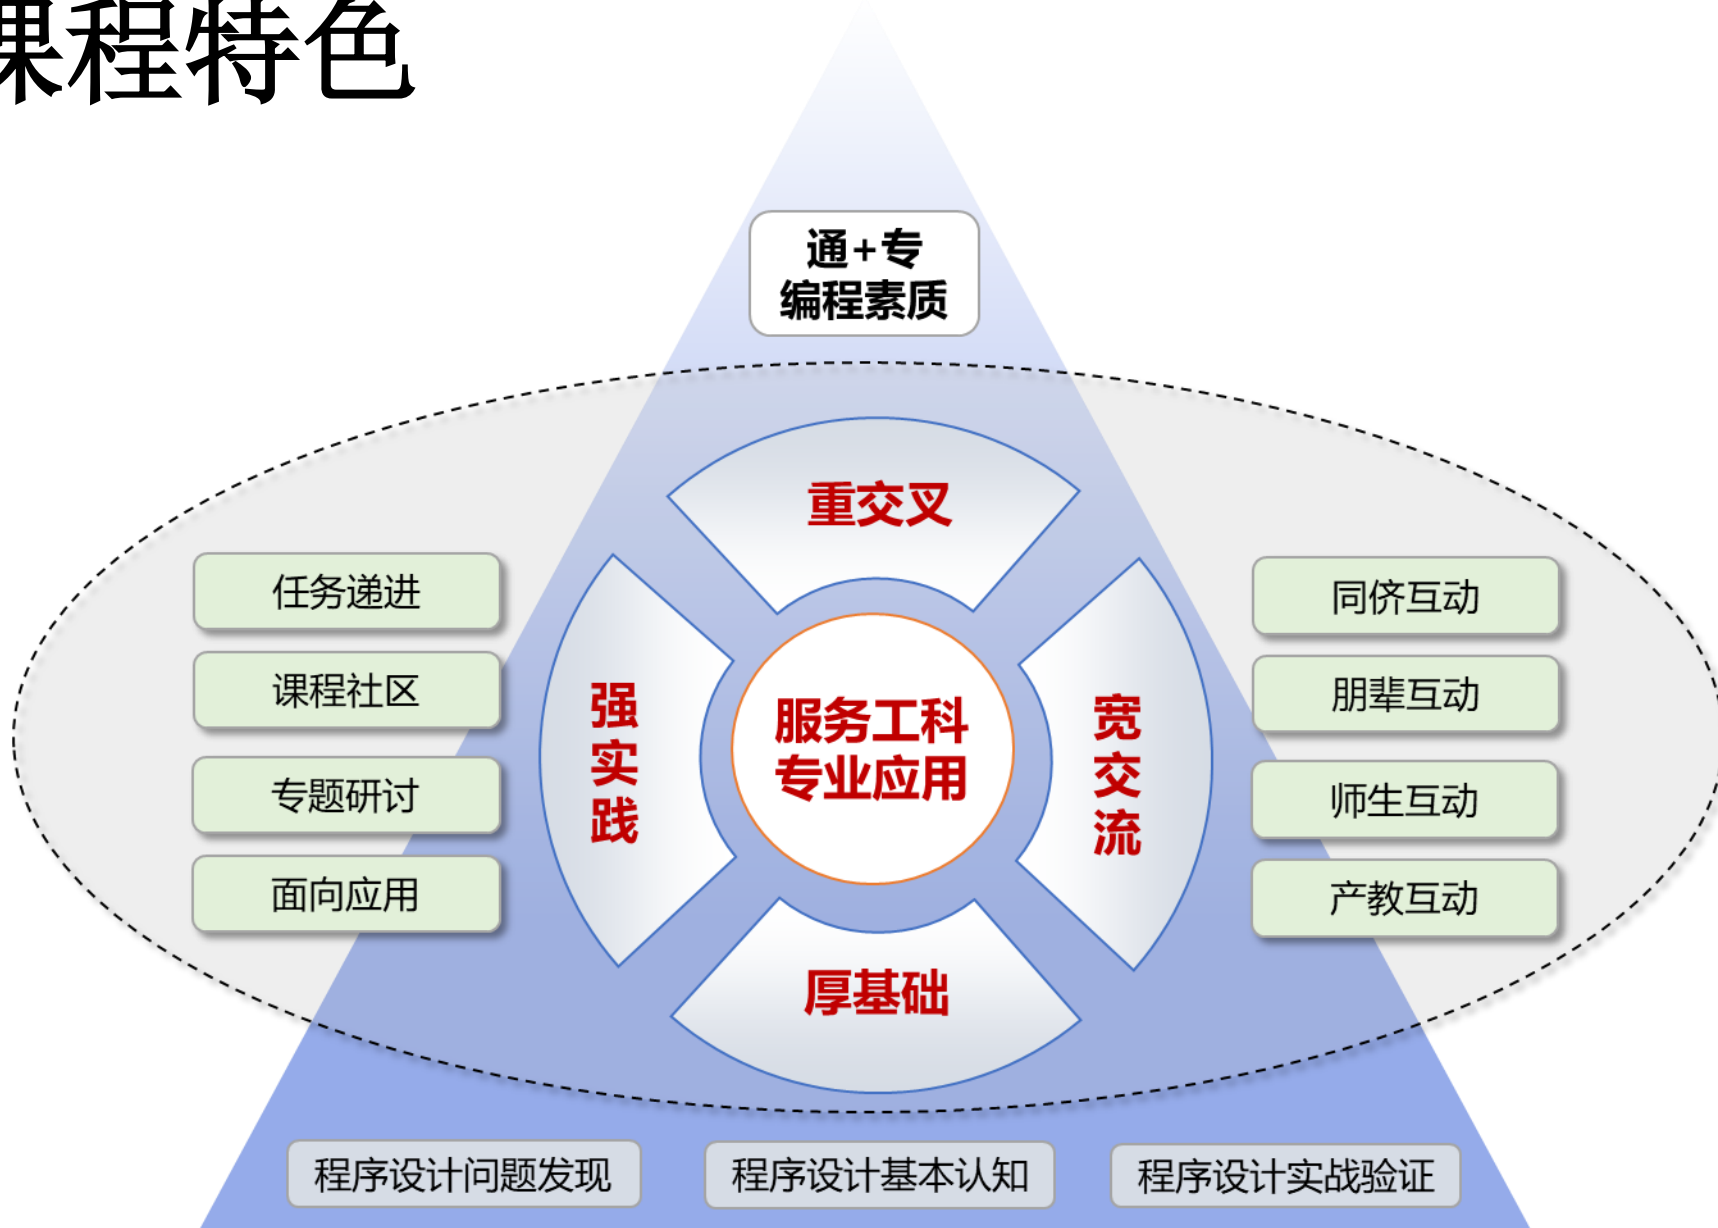 课程特色
通+专
编程素质
重交叉
任务递进
课程社区
专题研讨
面向应用
强
实
践
服务工科
专业应用
宽
交
流
同侪互动
朋辈互动
师生互动
产教互动
厚基础
程序设计问题发现
程序设计基本认知
程序设计实战验证